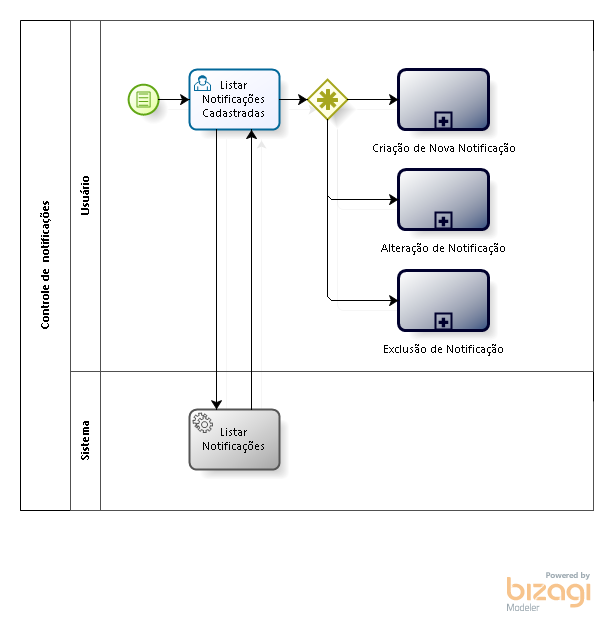 Controle de notificações
Usuário
Listar
Notificações
Cadastradas
Criação de Nova Notificação
Alteração de Notificação
Exclusão de Notificação
Sistema
Listar
Notificações
Powered by
bizagi
Modeler